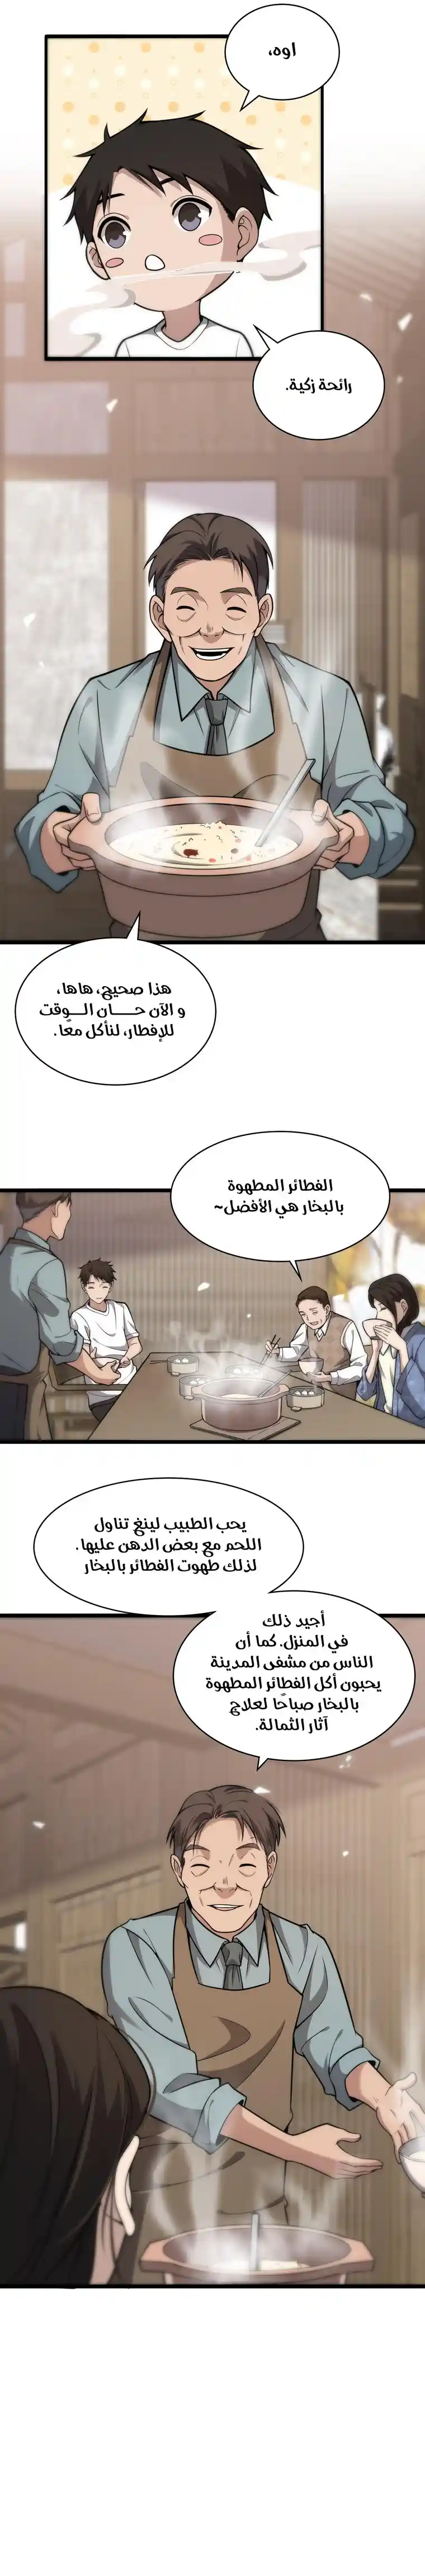 اوه،
رائحة زكية.
هذا صحيح، هاها،
و الآن حـــان الـــوقت
للإفطار، لنأكل معًا.
الفطائر المطهوة
بالبخار هي الأفضل~
يحب الطبيب لينغ تناول
اللحم مع بعض الدهن عليها.
لذلك طهوت الفطائر بالبخار
أجيد ذلك
في المنزل. كما أن
الناس من مشفى المدينة
يحبون أكل الفطائر المطهوة
بالبخار صباحًا لعلاج
آثار الثمالة.